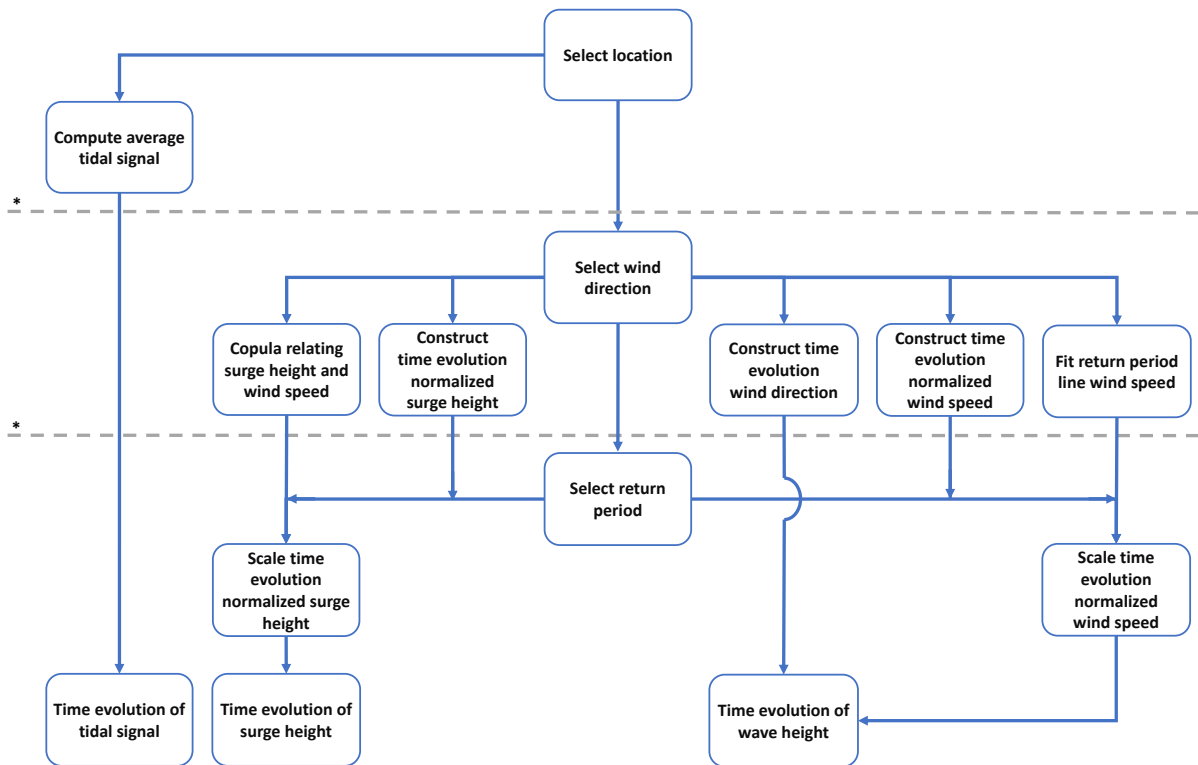 Select location
Compute average
tidal signal
*
Select wind
direction
Copula relating
surge height and
wind speed
Construct
time evolution
normalized
surge height
Construct time
evolution
wind direction
Construct time
evolution
normalized
wind speed
Fit return period
line wind speed
*
Select return
period
Scale time
evolution
normalized surge
height
Scale time
evolution
normalized
wind speed
Time evolution of
tidal signal
Time evolution of
surge height
Time evolution of
wave height